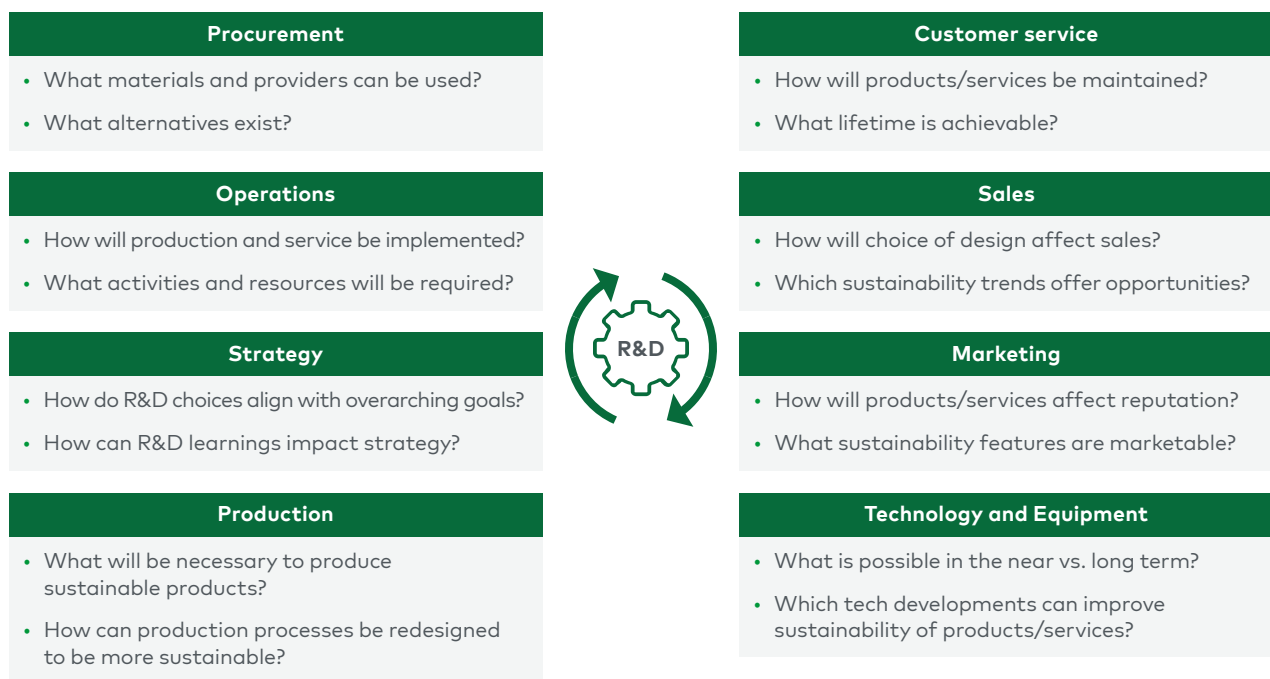 Procurement
• What materials and providers can be used?
• What alternatives exist?
Operations
• How will production and service be implemented?
• What activities and resources will be required?
Strategy
• How do R&D choices align with overarching goals?
• How can R&D learnings impact strategy?
Production
• What will be necessary to produce
sustainable products?
• How can production processes be redesigned
to be more sustainable?
R&D
Customer service
• How will products/services be maintained?
• What lifetime is achievable?
Sales
• How will choice of design affect sales?
• Which sustainability trends offer opportunities?
Marketing
• How will products/services affect reputation?
• What sustainability features are marketable?
Technology and Equipment
• What is possible in the near vs. long term?
• Which tech developments can improve
sustainability of products/services?